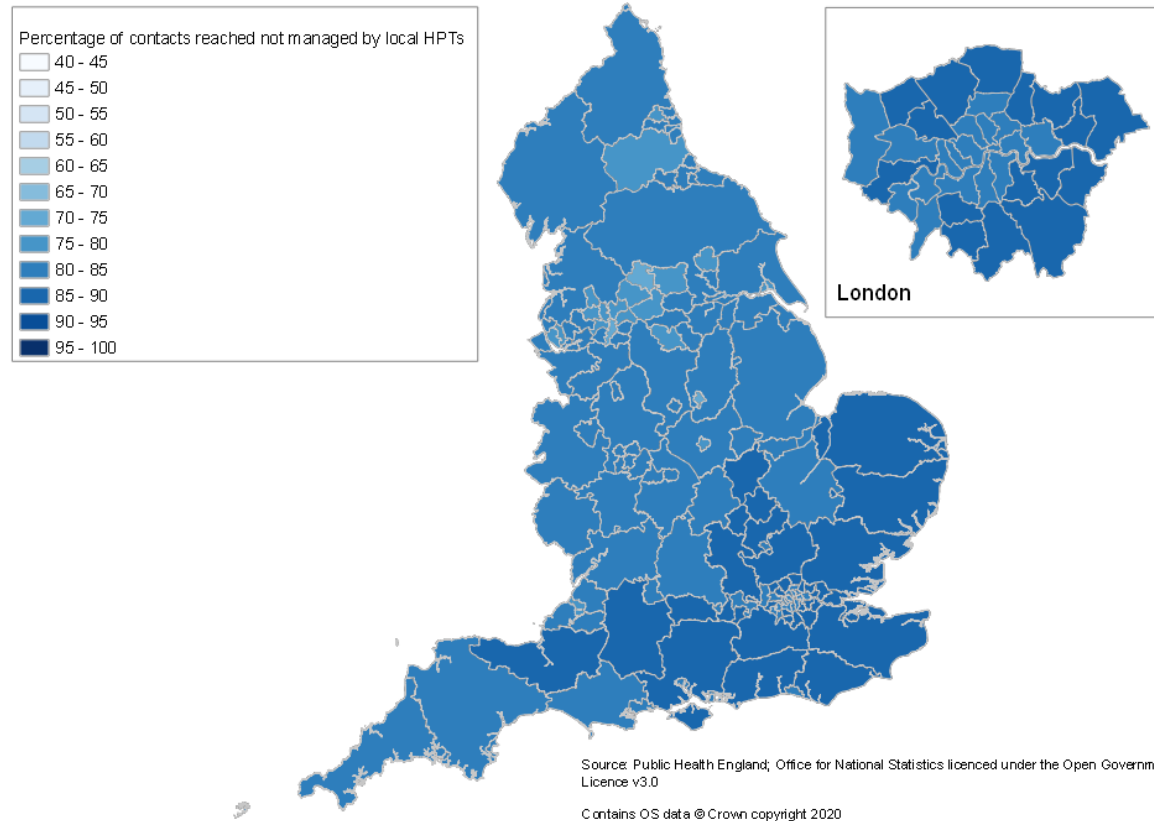 Percentage of contacts reached not managed by local HPTs
40 - 45
45 - 50
50 - 55
55 - 60
60 - 65
65 - 70
70 - 75
75 - 80
80 - 85
85 - 90
90 - 95
95 - 100
London
Source: Public Health England; Office for National Statistics licenced under the Open Governm
Licence v3.0
Contains OS data © Crown copyright 2020